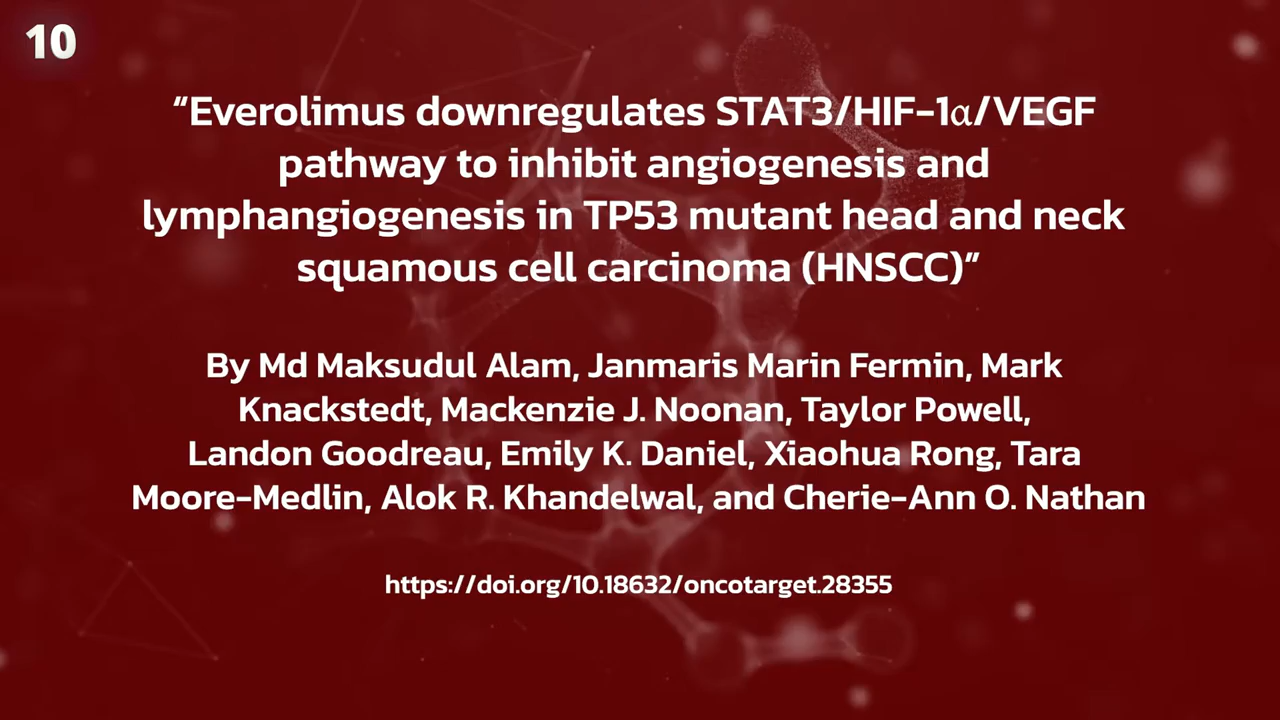 10
“Everolimus downregulates STAT3/HIF-1α/VEGF
pathway to inhibit angiogenesis and
lymphangiogenesis in TP53 mutant head and neck
squamous cell carcinoma (HNSCC)”
By Md Maksudul Alam, Janmaris Marin Fermin, Mark
Knackstedt, Mackenzie J. Noonan, Taylor Powell,
Landon Goodreau, Emily K. Daniel, Xiaohua Rong, Tara
Moore-Medlin, Alok R. Khandelwal, and Cherie-Ann O. Nathan
https://doi.org/10.18632/oncotarget.28355